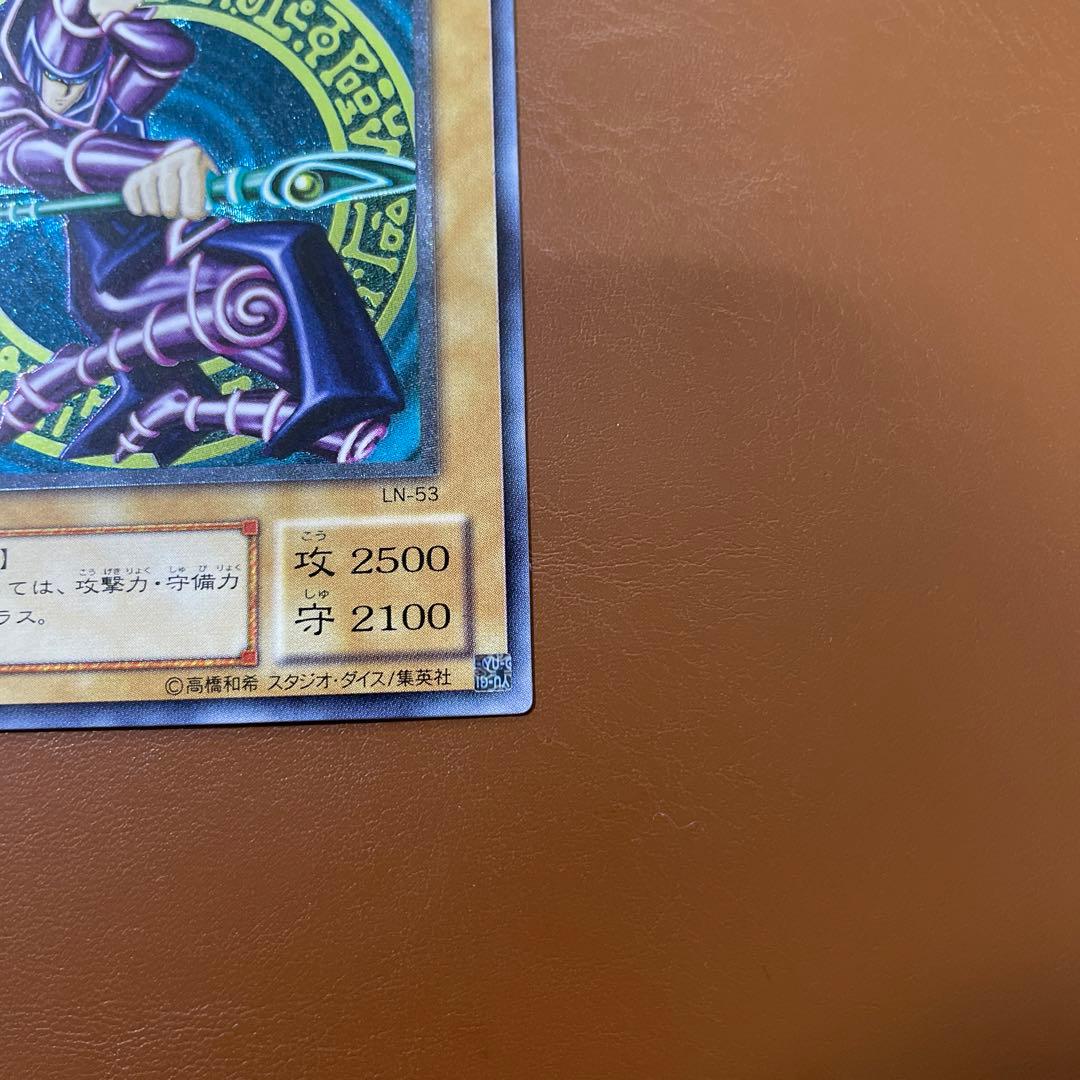 LN-53
】
ては、攻撃力・守備力
こうげきりょく しゅびりょく
ラス。
こう
攻 2500
しゅ
守 2100
©高橋和希 スタジオ・ダイス/集英社